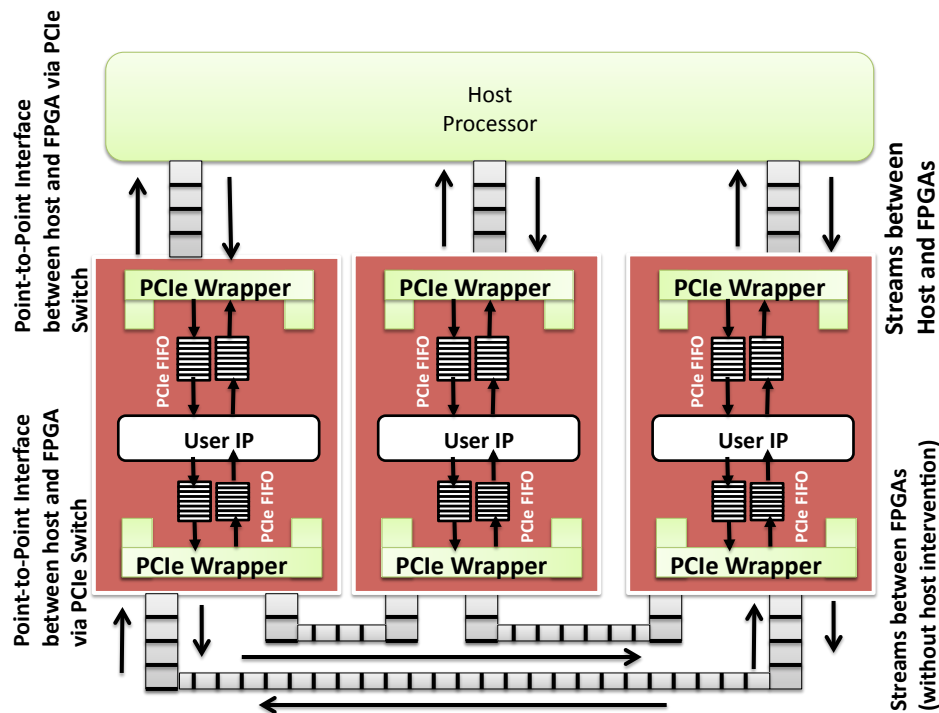 Point-to-Point Interface
between host and FPGA via PCIe
Switch
Host
Processor
Streams between
Host and FPGAs
PCIe Wrapper
PCIe Wrapper
PCIe Wrapper
PCIe FIFO
PCIe FIFO
PCIe FIFO
User IP
User IP
User IP
PCIe FIFO
PCIe FIFO
PCIe FIFO
PCIe Wrapper
PCIe Wrapper
PCIe Wrapper
Point-to-Point Interface
between host and FPGA
via PCIe Switch
Streams between FPGAs
(without host intervention)